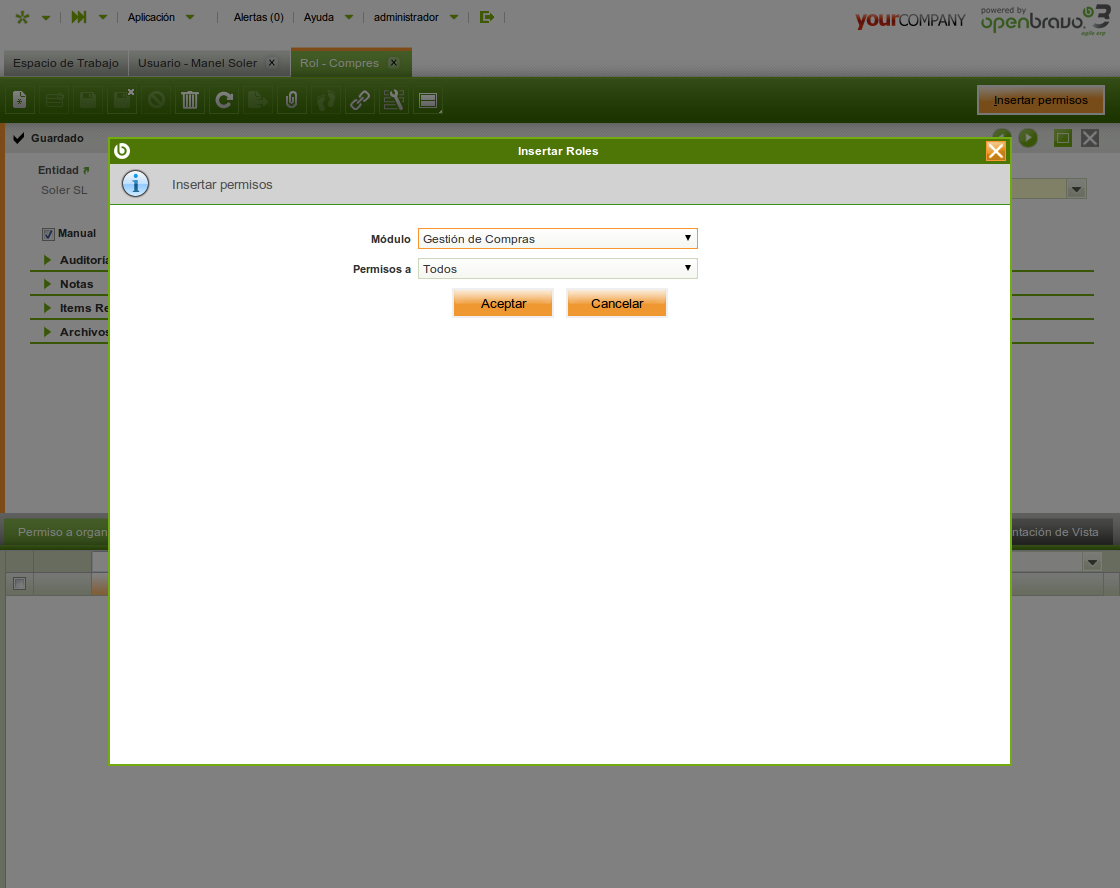 Aplicación
Alertas (0)
Ayuda
administrador
yourCOMPANY
powered by
openbravo 3
agile erp
Espacio de Trabajo
Usuario - Manel Soler
Rol - Compres
Insertar permisos
Guardado
Insertar Roles
Entidad
Insertar permisos
Soler SL
Manual
Módulo
Gestión de Compras
Permisos a
Todos
Aceptar
Cancelar
Auditoría
Notas
Items Re
Archivos
Permiso a organ
ntación de Vista